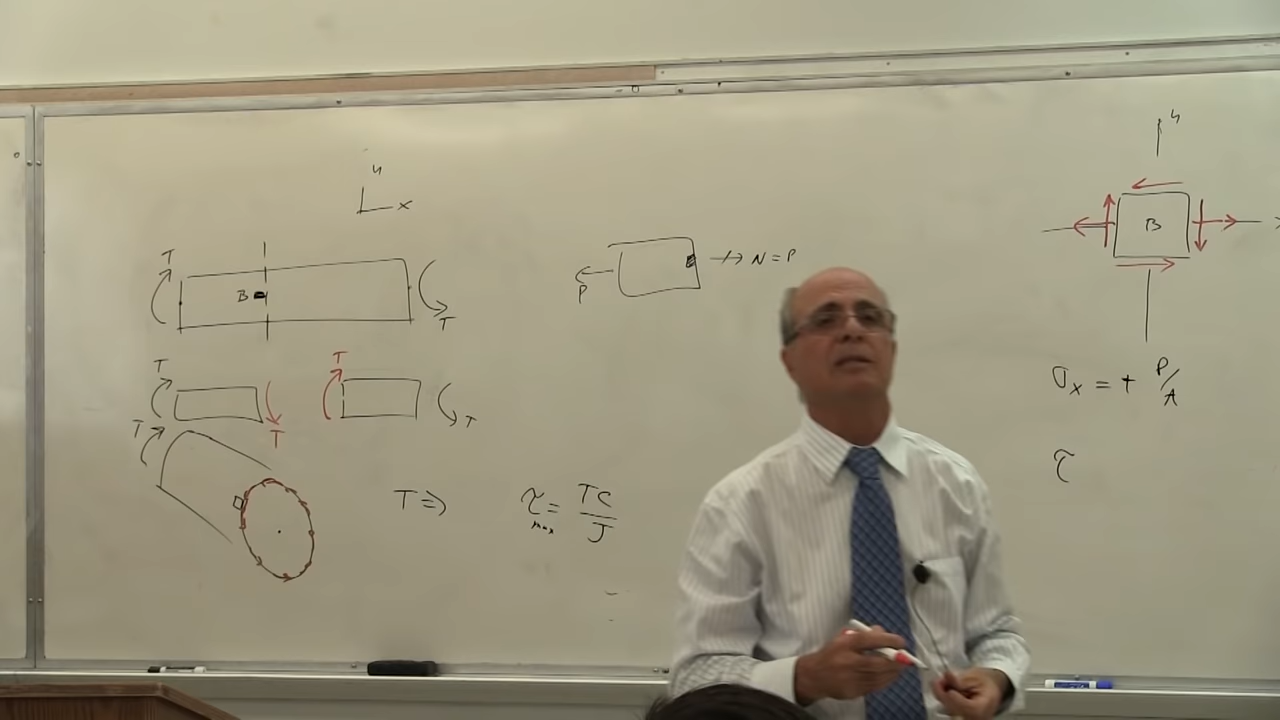 y
x
T
B
T
P
N = P
T
T
T
T
T
T ⇒
τmax = Tc/J
y
B
σx = + P/A
τ